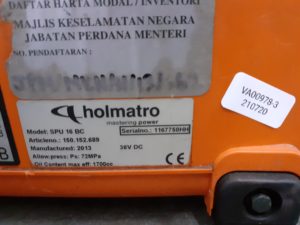 DAFTAR HARTA MODAL / INVENTORI
MAJLIS KESELAMATAN NEGARA
JABATAN PERDANA MENTERI
NO. PENDAFTARAN :
holmatro
mastering power
Model: SPU 16 BC
Serialno.: 1167759HH
Articleno.: 150.152.689
Manufactured: 2013
36V DC
Allow.press: Ps: 72MPa
Oil Content max eff: 1700cc
CE
VA00978-3
210720
B